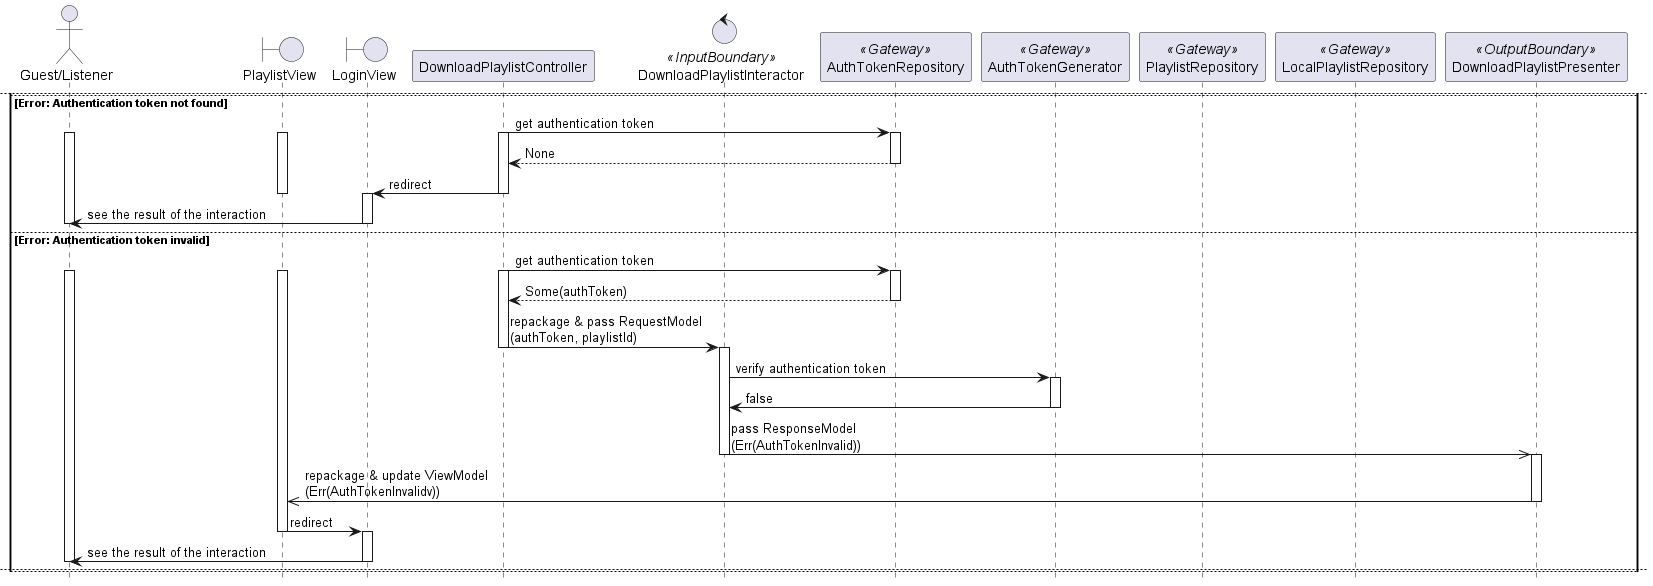 Guest/Listener
PlaylistView
LoginView
DownloadPlaylistController
«InputBoundary»
DownloadPlaylistInteractor
«Gateway»
AuthTokenRepository
«Gateway»
AuthTokenGenerator
«Gateway»
PlaylistRepository
«Gateway»
LocalPlaylistRepository
«OutputBoundary»
DownloadPlaylistPresenter
[Error: Authentication token not found]
get authentication token
None
redirect
see the result of the interaction
[Error: Authentication token invalid]
get authentication token
Some(authToken)
repackage & pass RequestModel
(authToken, playlistId)
verify authentication token
false
pass ResponseModel
(Err(AuthTokenInvalid))
repackage & update ViewModel
(Err(AuthTokenInvalidv))
redirect
see the result of the interaction